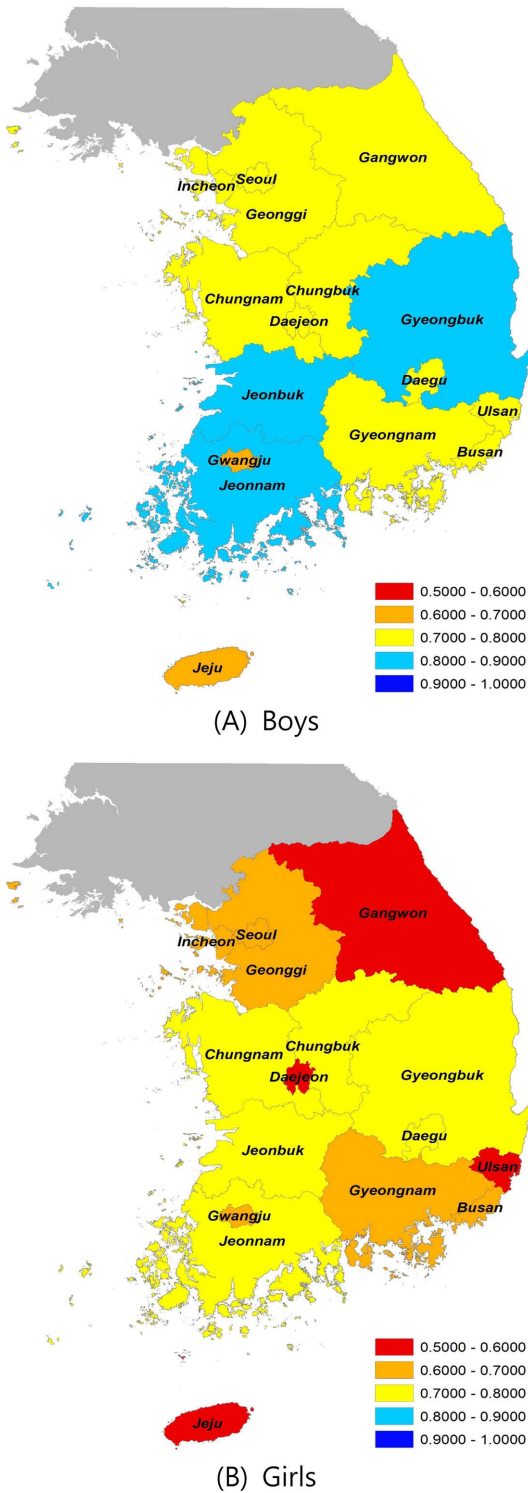 Gangwon
Seoul
Incheon
Geonggi
Chungbuk
Chungnam
Daejeon
Gyeongbuk
Daegu
Jeonbuk
Ulsan
Gyeongnam
Busan
Gwangju
Jeonnam
0.5000 - 0.6000
0.6000 - 0.7000
0.7000 - 0.8000
0.8000 - 0.9000
0.9000 - 1.0000
Jeju
(A) Boys
Gangwon
Seoul
Incheon
Geonggi
Chungbuk
Chungnam
Daejeon
Gyeongbuk
Daegu
Jeonbuk
Ulsan
Gyeongnam
Busan
Gwangju
Jeonnam
0.5000 - 0.6000
0.6000 - 0.7000
0.7000 - 0.8000
0.8000 - 0.9000
0.9000 - 1.0000
Jeju
(B) Girls